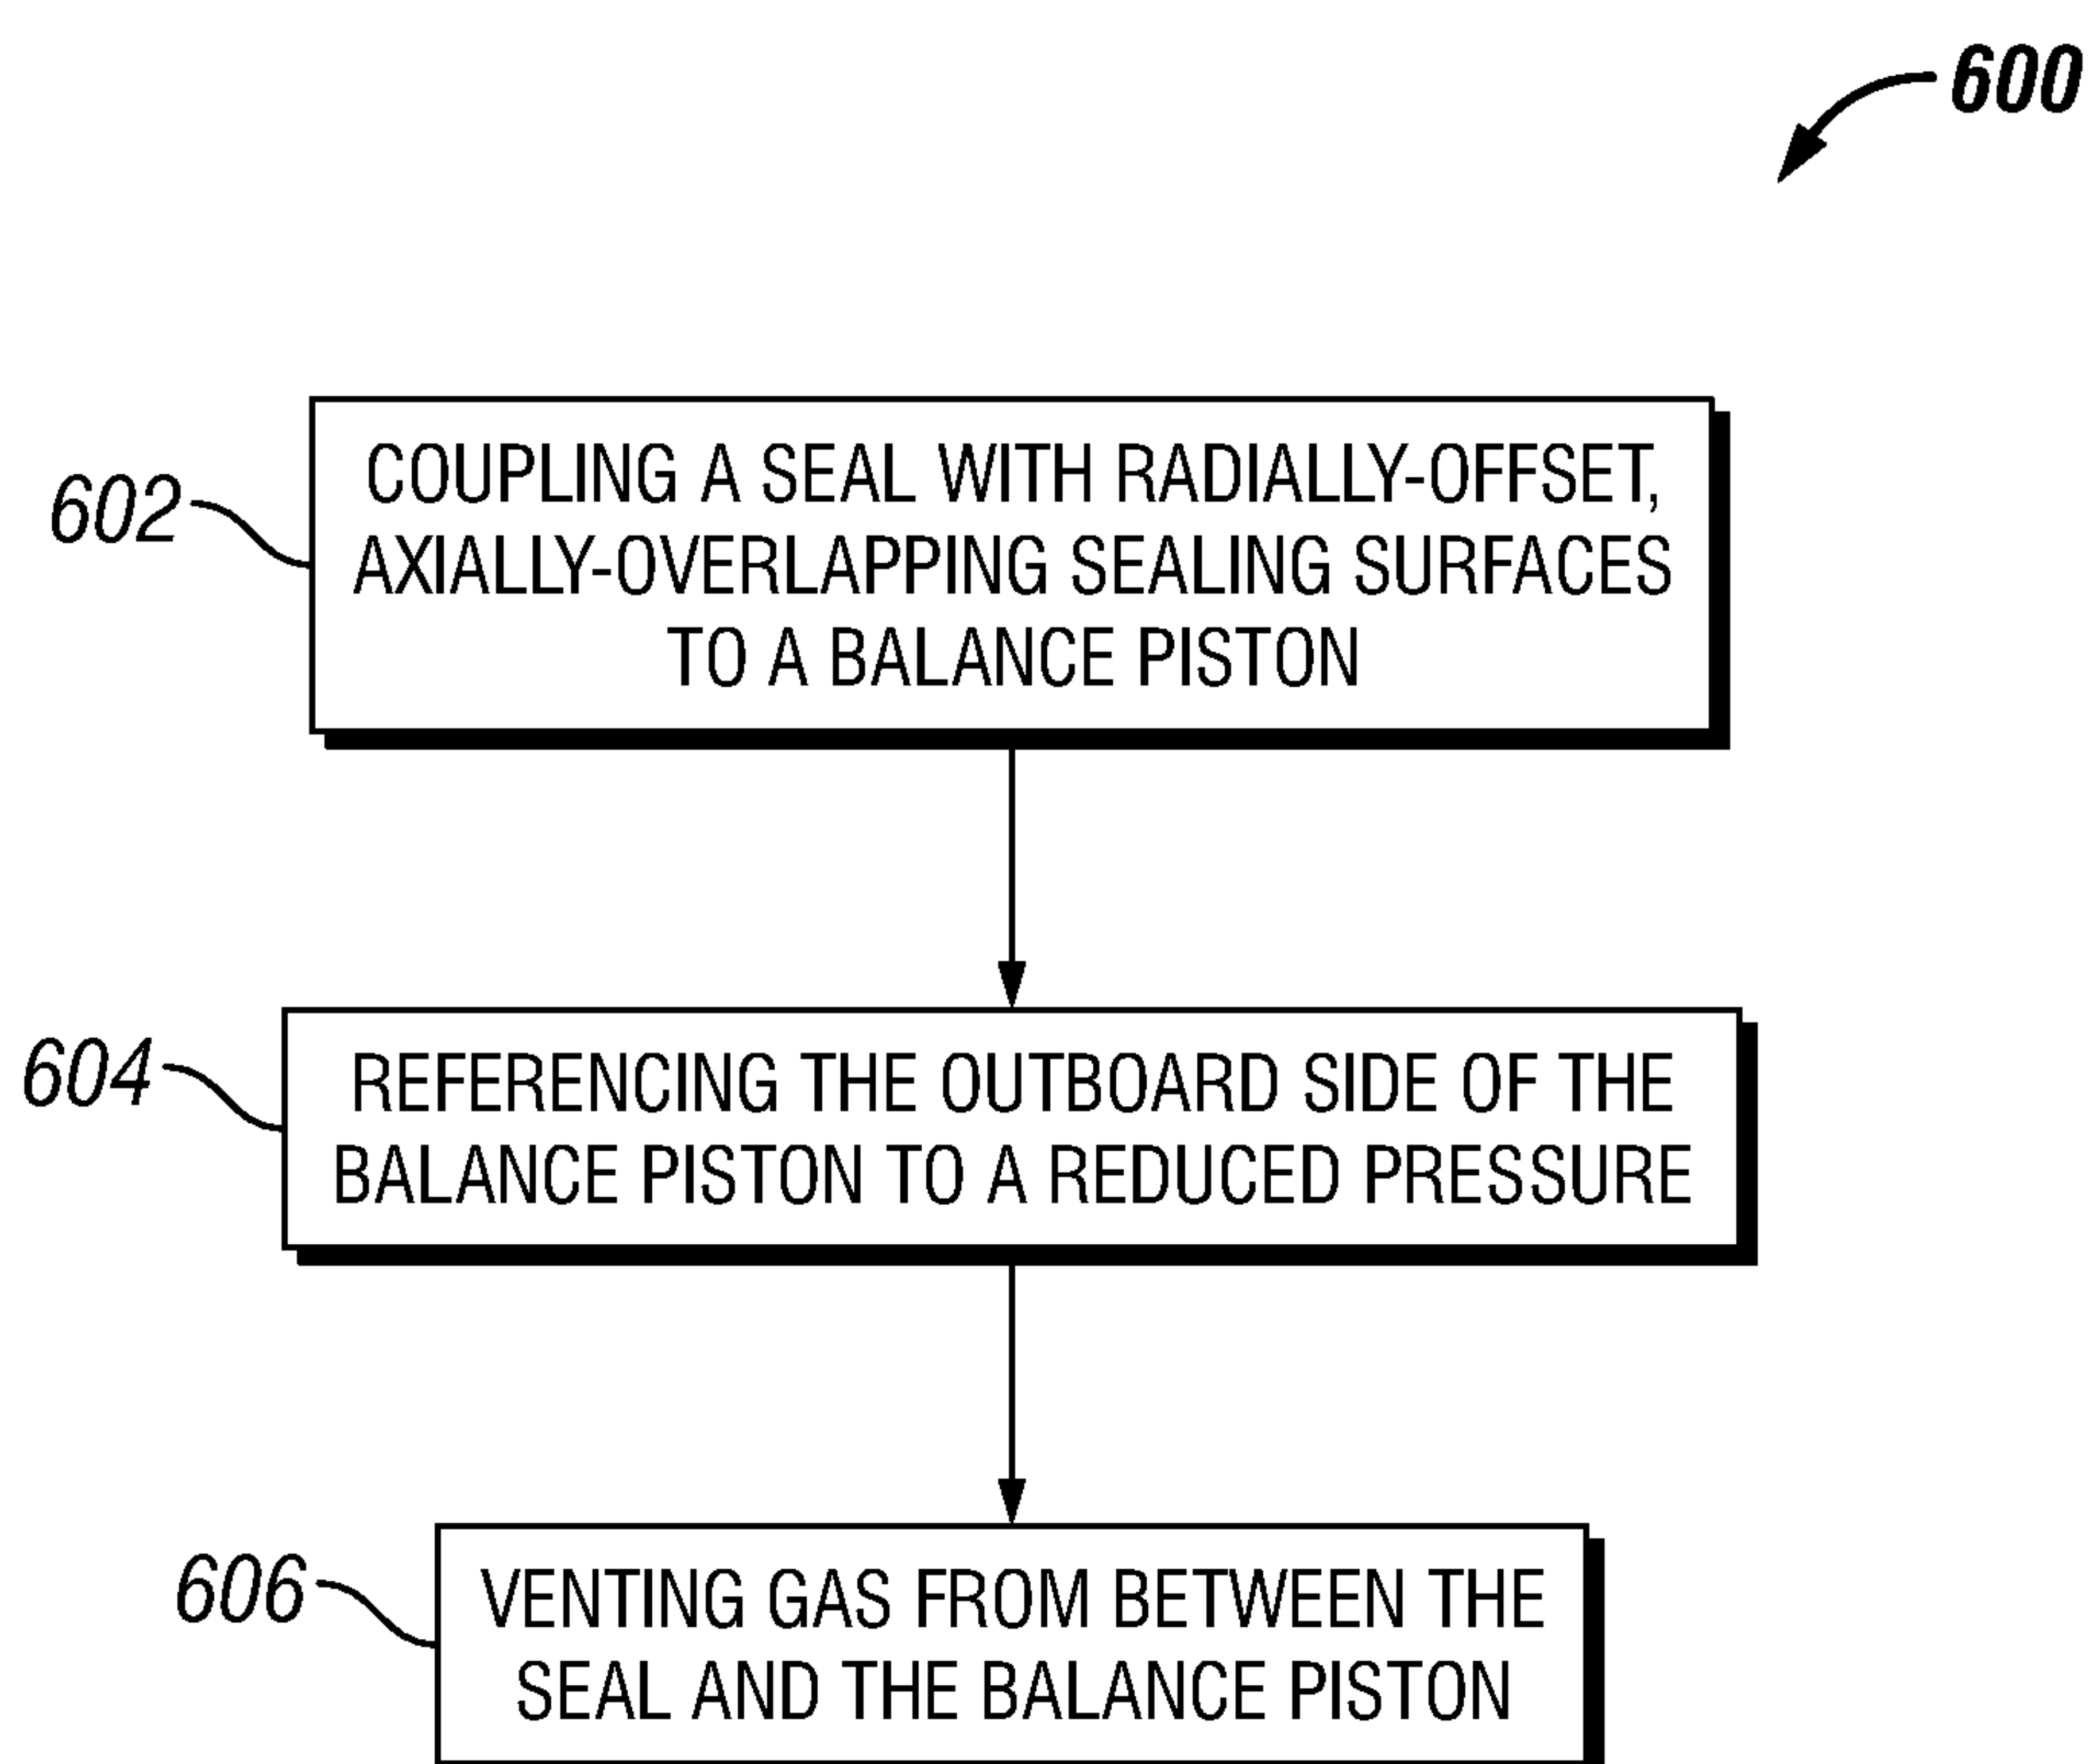 600
602
COUPLING A SEAL WITH RADIALLY-OFFSET,
AXIALLY-OVERLAPPING SEALING SURFACES
TO A BALANCE PISTON
604
REFERENCING THE OUTBOARD SIDE OF THE
BALANCE PISTON TO A REDUCED PRESSURE
606
VENTING GAS FROM BETWEEN THE
SEAL AND THE BALANCE PISTON